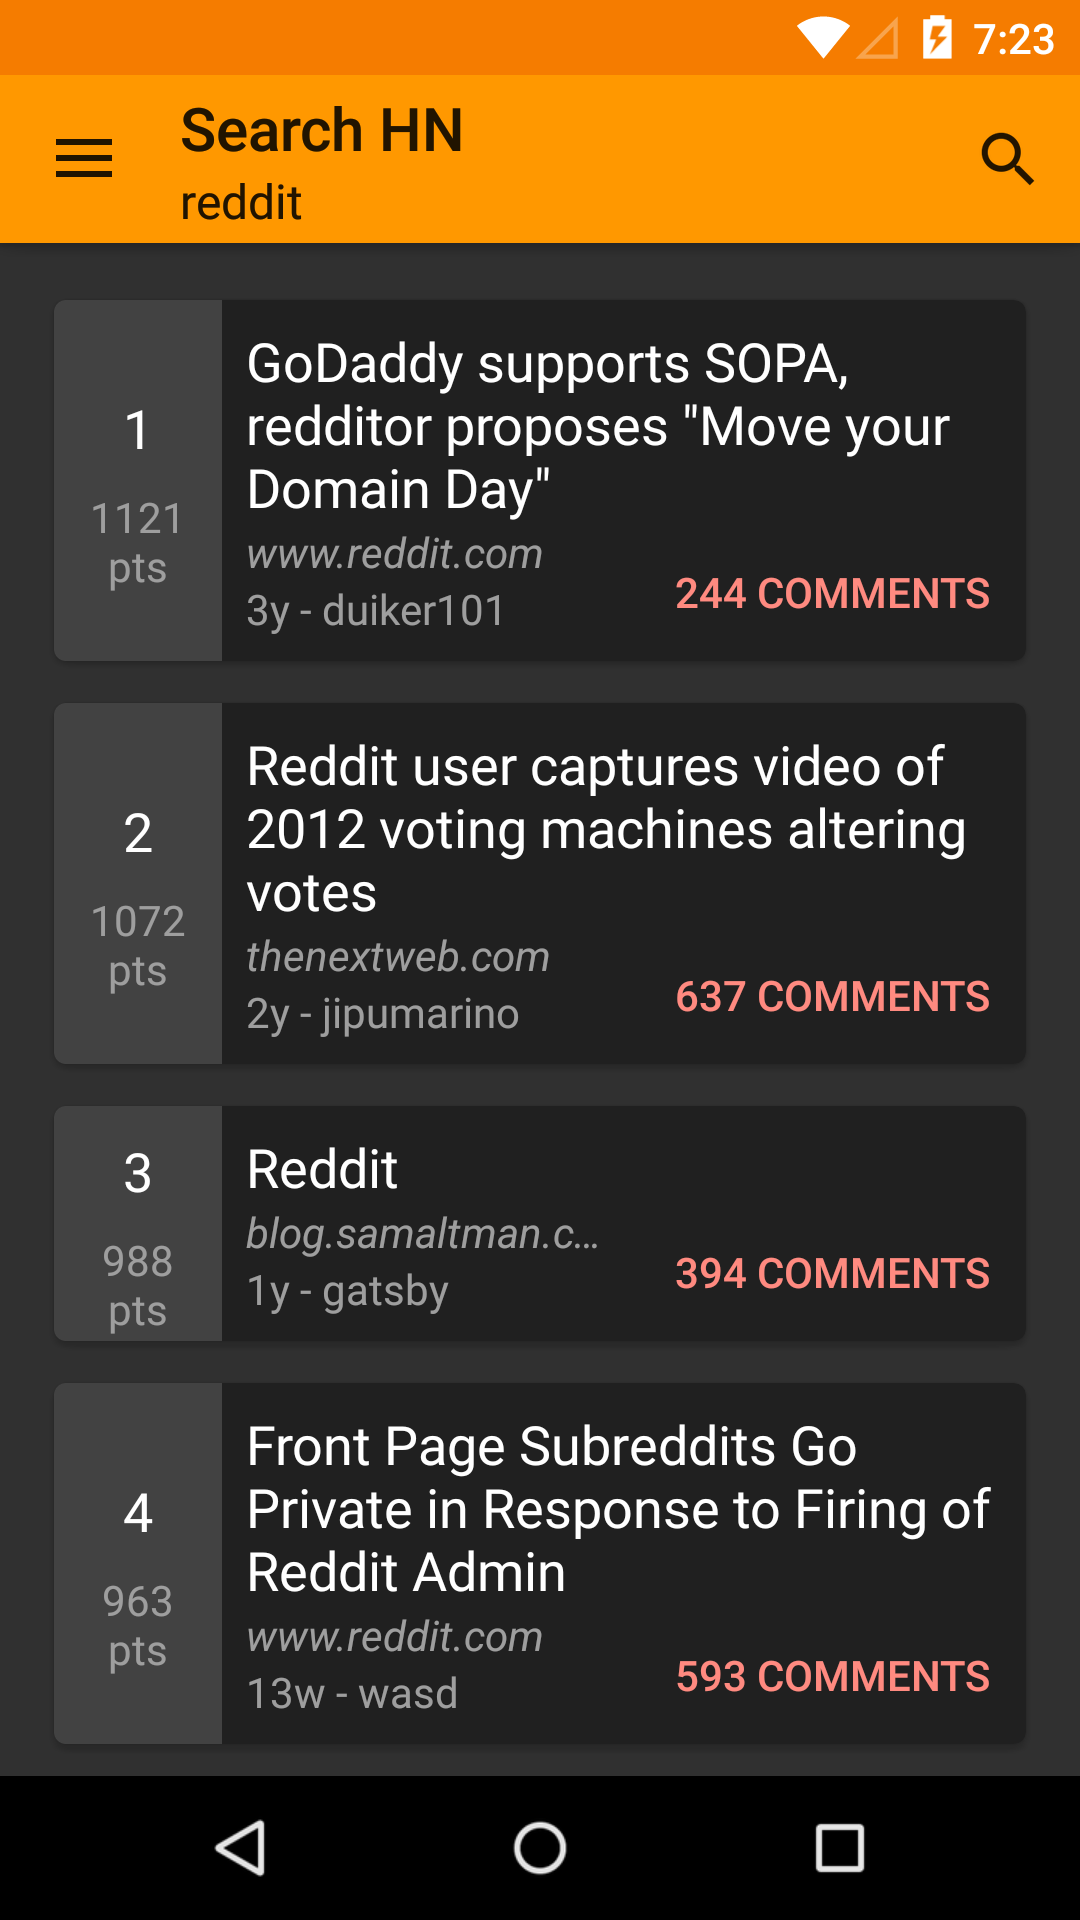 7:23
Search HN
reddit
GoDaddy supports SOPA,
redditor proposes "Move your
Domain Day"
1
1121
pts
www.reddit.com
3y - duiker101
244 COMMENTS
Reddit user captures video of
2012 voting machines altering
votes
2
1072
pts
thenextweb.com
2y - jipumarino
637 COMMENTS
3
988
pts
Reddit
blog.samaltman.c...
1y - gatsby
394 COMMENTS
Front Page Subreddits Go
Private in Response to Firing of
Reddit Admin
4
963
pts
www.reddit.com
13w - wasd
593 COMMENTS